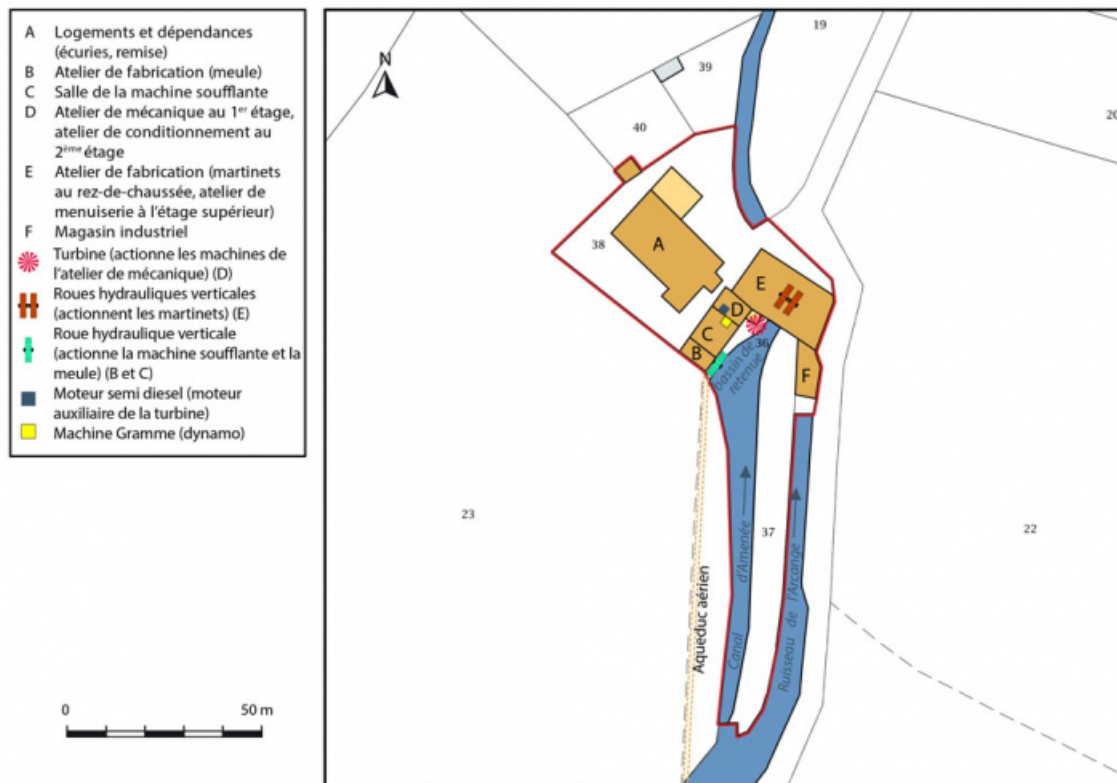 A Logements et dépendances
(écuries, remise)
B Atelier de fabrication (meule)
C Salle de la machine soufflante
D Atelier de mécanique au 1er étage,
atelier de conditionnement au
2ème étage
E Atelier de fabrication (martinets
au rez-de-chaussée, atelier de
menuiserie à l'étage supérieur)
F Magasin industriel
Turbine (actionne les machines de
l'atelier de mécanique) (D)
Roues hydrauliques verticales
(actionnent les martinets) (E)
Roue hydraulique verticale
(actionne la machine soufflante et la
meule) (B et C)
Moteur semi diesel (moteur
auxiliaire de la turbine)
Machine Gramme (dynamo)
0 50 m
N
19
39
20
40
38
A
E
D
C
B
36
F
bassin de
retenue
23
37
22
Aqueduc aérien
Canal d'Amenée
Ruisseau de l'Arcange